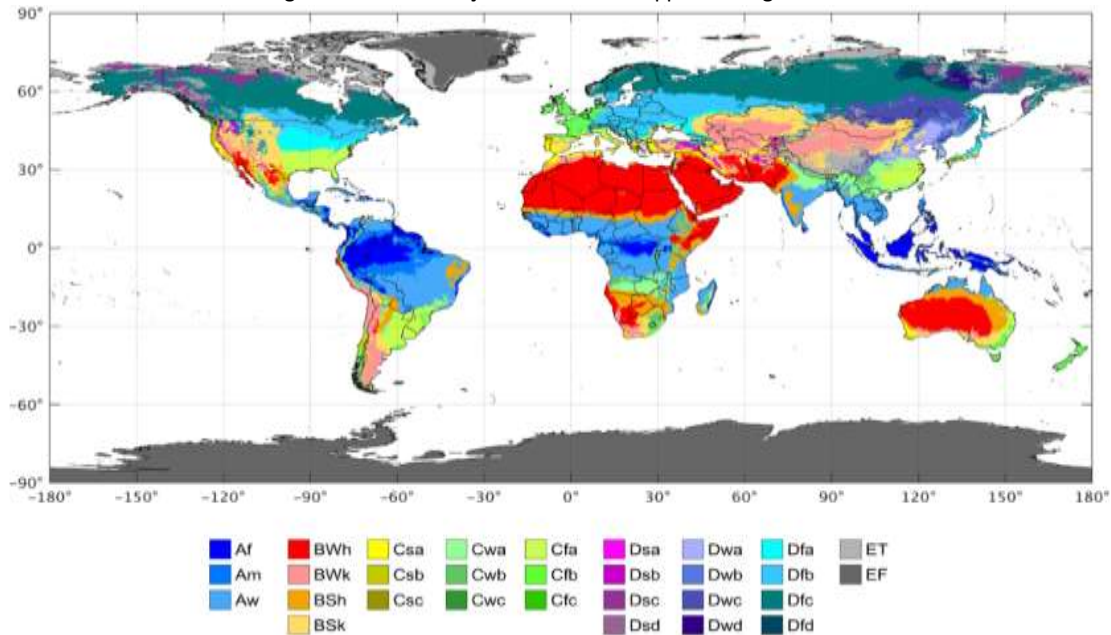 90°
60°
30°
0°
−30°
−60°
−90°
−180° −150° −120° −90° −60° −30° 0° 30° 60° 90° 120° 150° 180°
Af BWh Csa Cwa Cfa Dsa Dwa Dfa ET
Am BWk Csb Cwb Cfb Dsb Dwb Dfb EF
Aw BSh Csc Cwc Cfc Dsc Dwc Dfc
BSk Dsd Dwd Dfd